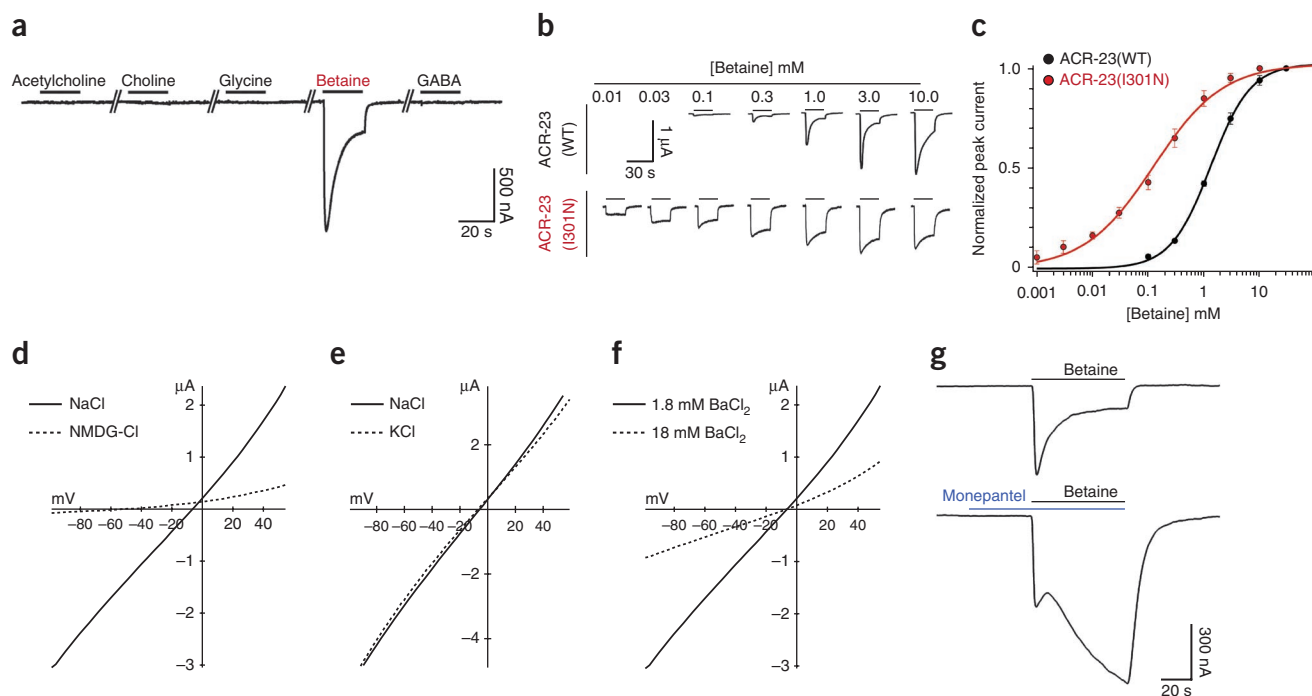 a
Acetylcholine Choline Glycine Betaine GABA
500 nA
20 s
b
[Betaine] mM
0.01 0.03 0.1 0.3 1.0 3.0 10.0
ACR-23 (WT)
1 µA
30 s
ACR-23 (I301N)
c
ACR-23(WT)
ACR-23(I301N)
Normalized peak current
1.0
0.5
0
0.001 0.01 0.1 1 10
[Betaine] mM
d
µA
NaCl
NMDG-Cl
2
1
mV
–80 –60 –40 –20 20 40
–1
–2
–3
e
µA
NaCl
KCl
2
mV
–80 –60 –40 –20 20 40
–2
–4
f
µA
1.8 mM BaCl₂
18 mM BaCl₂
2
1
mV
–80 –60 –40 –20 20 40
–1
–2
–3
g
Betaine
Monepantel Betaine
300 nA
20 s